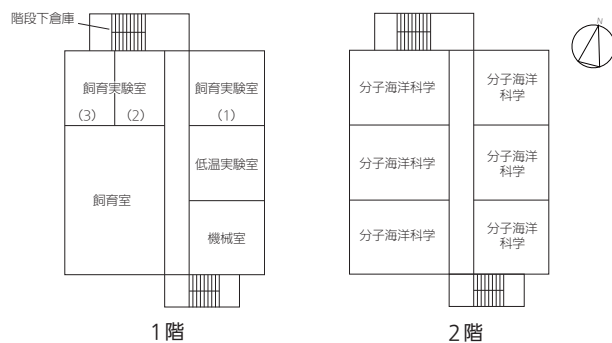 階段下倉庫
飼育実験室
(3)
(2)
飼育実験室
(1)
低温実験室
飼育室
機械室
1階
N
分子海洋科学
分子海洋
科学
分子海洋科学
分子海洋
科学
分子海洋科学
分子海洋
科学
2階